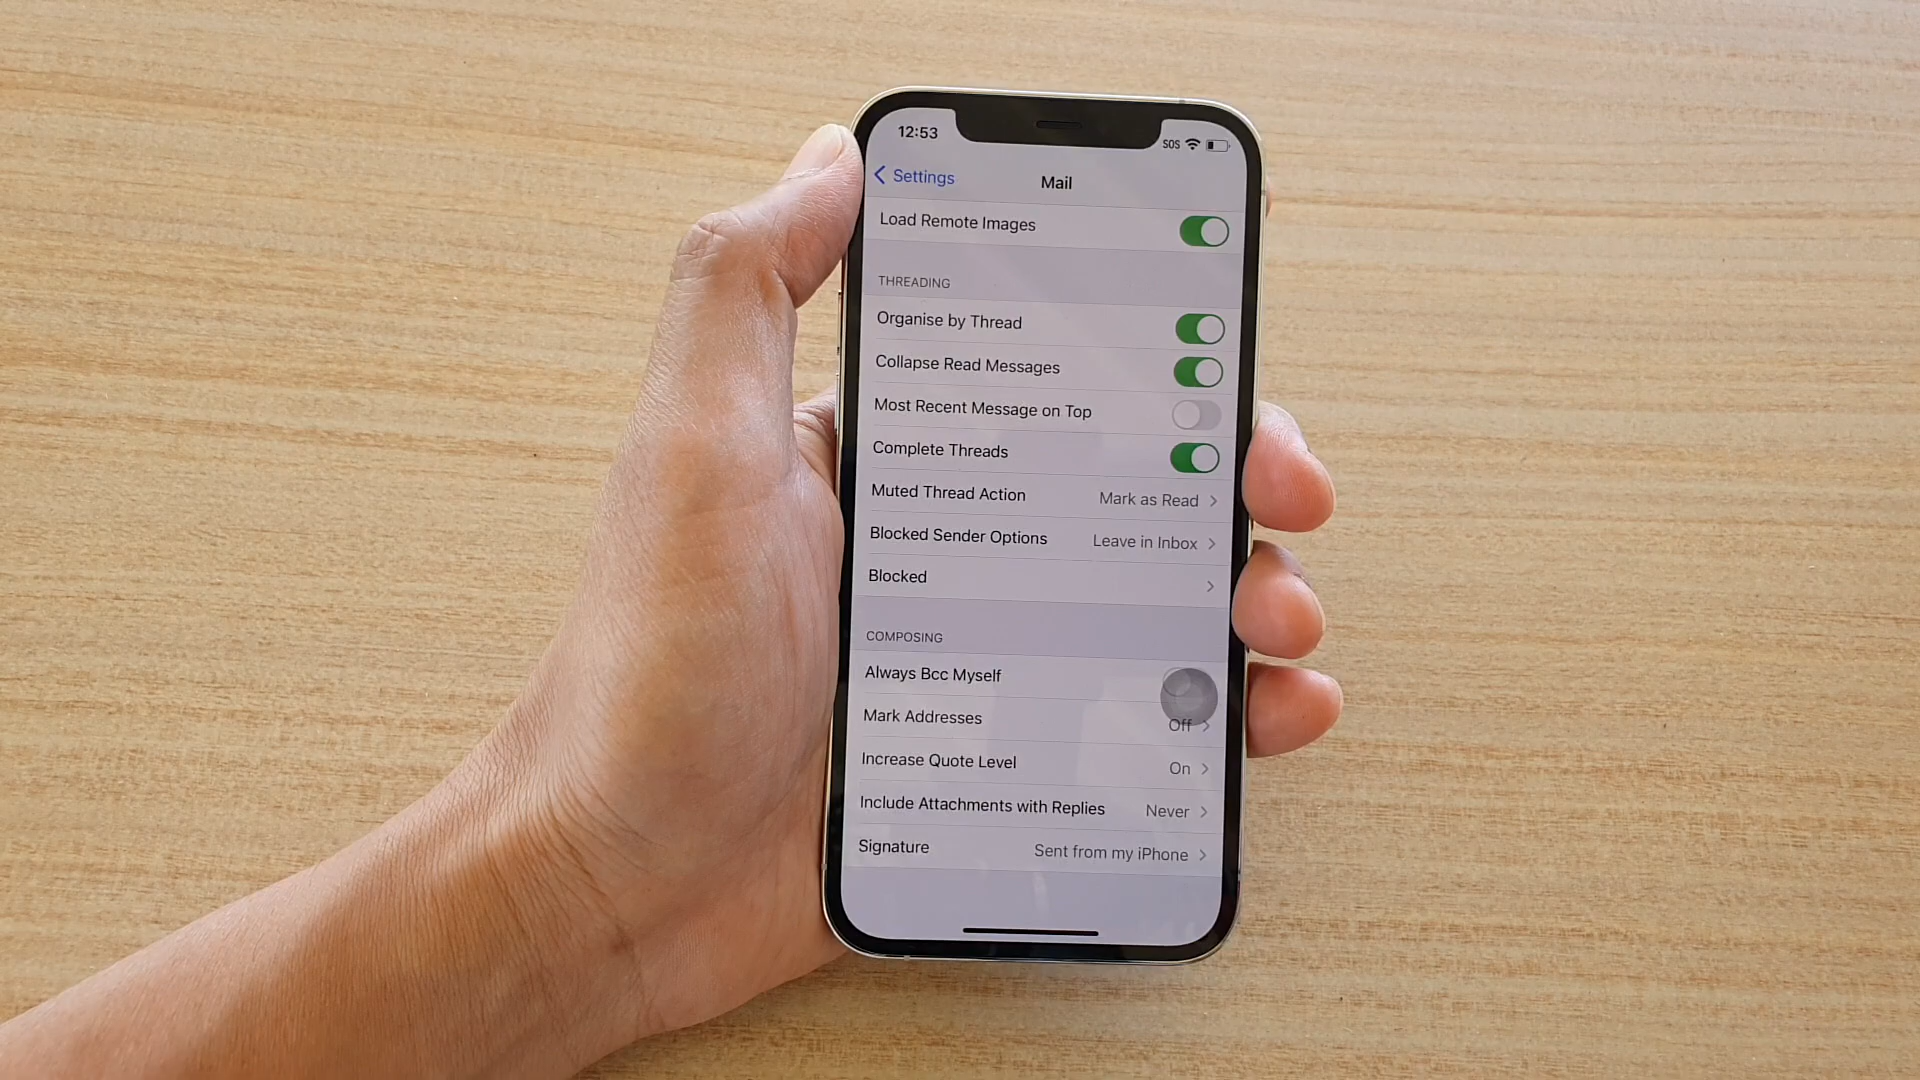 12:53
SOS
Settings
Mail
Load Remote Images
THREADING
Organise by Thread
Collapse Read Messages
Most Recent Message on Top
Complete Threads
Muted Thread Action Mark as Read
Blocked Sender Options Leave in Inbox
Blocked
COMPOSING
Always Bcc Myself
Mark Addresses Off
Increase Quote Level On
Include Attachments with Replies Never
Signature Sent from my iPhone